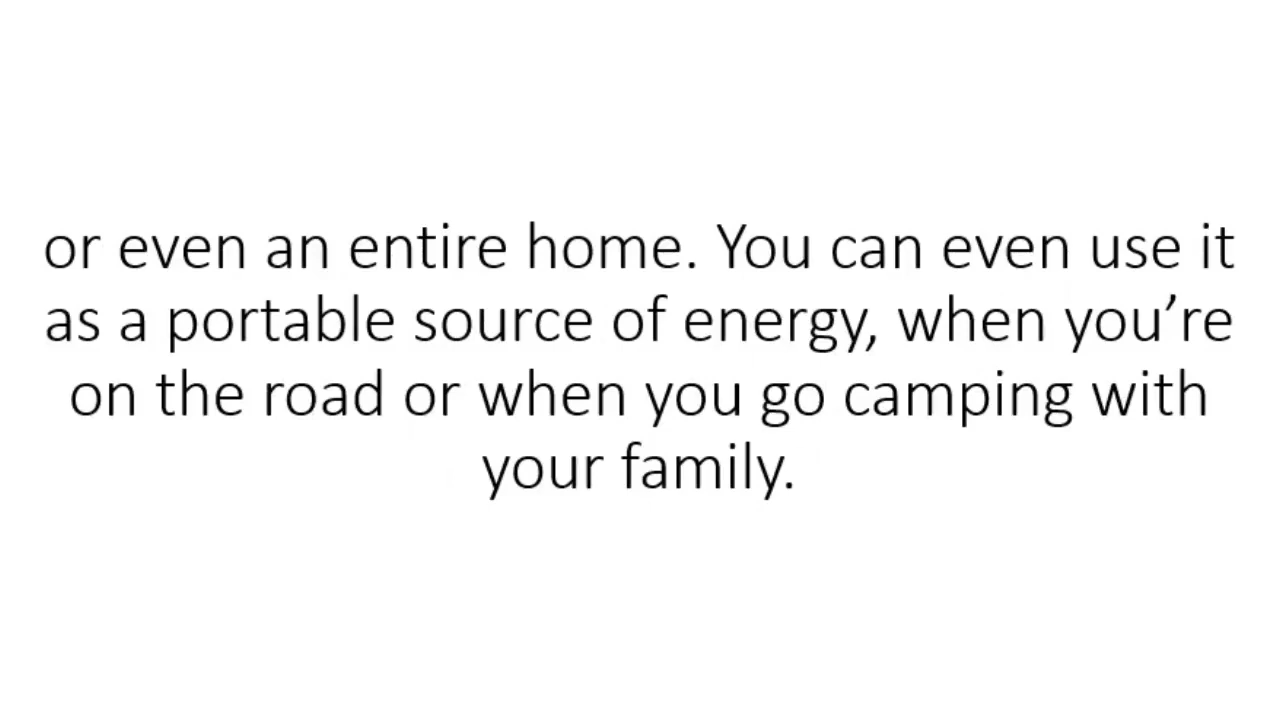 or even an entire home. You can even use it
as a portable source of energy, when you’re
on the road or when you go camping with
your family.